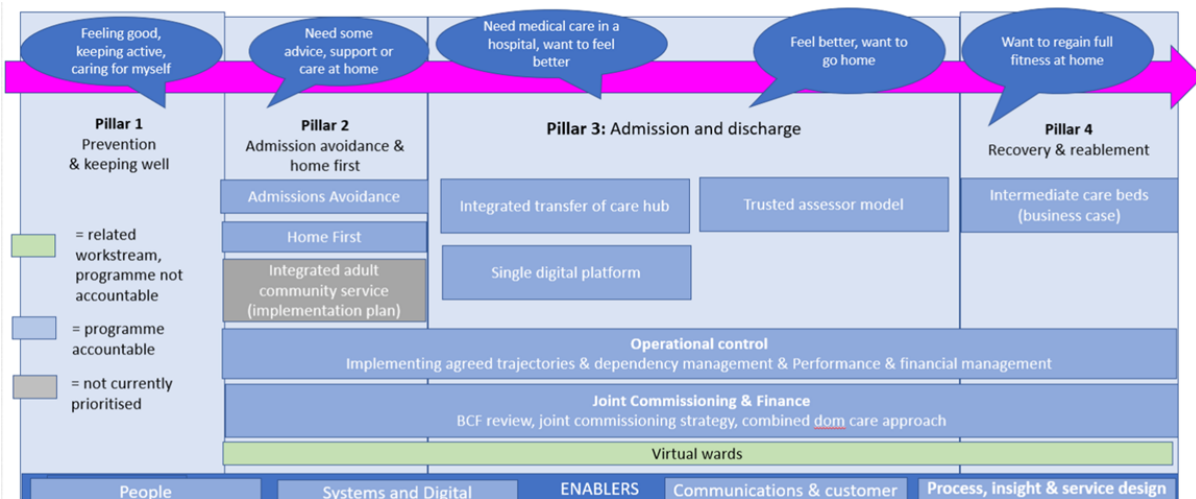 Feeling good,
keeping active,
caring for myself
Need some
advice, support or
care at home
Need medical care in a
hospital, want to feel
better
Feel better, want to
go home
Want to regain full
fitness at home
Pillar 1
Prevention
& keeping well
Pillar 2
Admission avoidance &
home first
Pillar 3: Admission and discharge
Pillar 4
Recovery & reablement
Admissions Avoidance
Home First
Integrated adult
community service
(implementation plan)
Integrated transfer of care hub
Single digital platform
Trusted assessor model
Intermediate care beds
(business case)
= related
workstream,
programme not
accountable
= programme
accountable
= not currently
prioritised
Operational control
Implementing agreed trajectories & dependency management & Performance & financial management
Joint Commissioning & Finance
BCF review, joint commissioning strategy, combined dom care approach
Virtual wards
People
Systems and Digital
ENABLERS
Communications & customer
Process, insight & service design